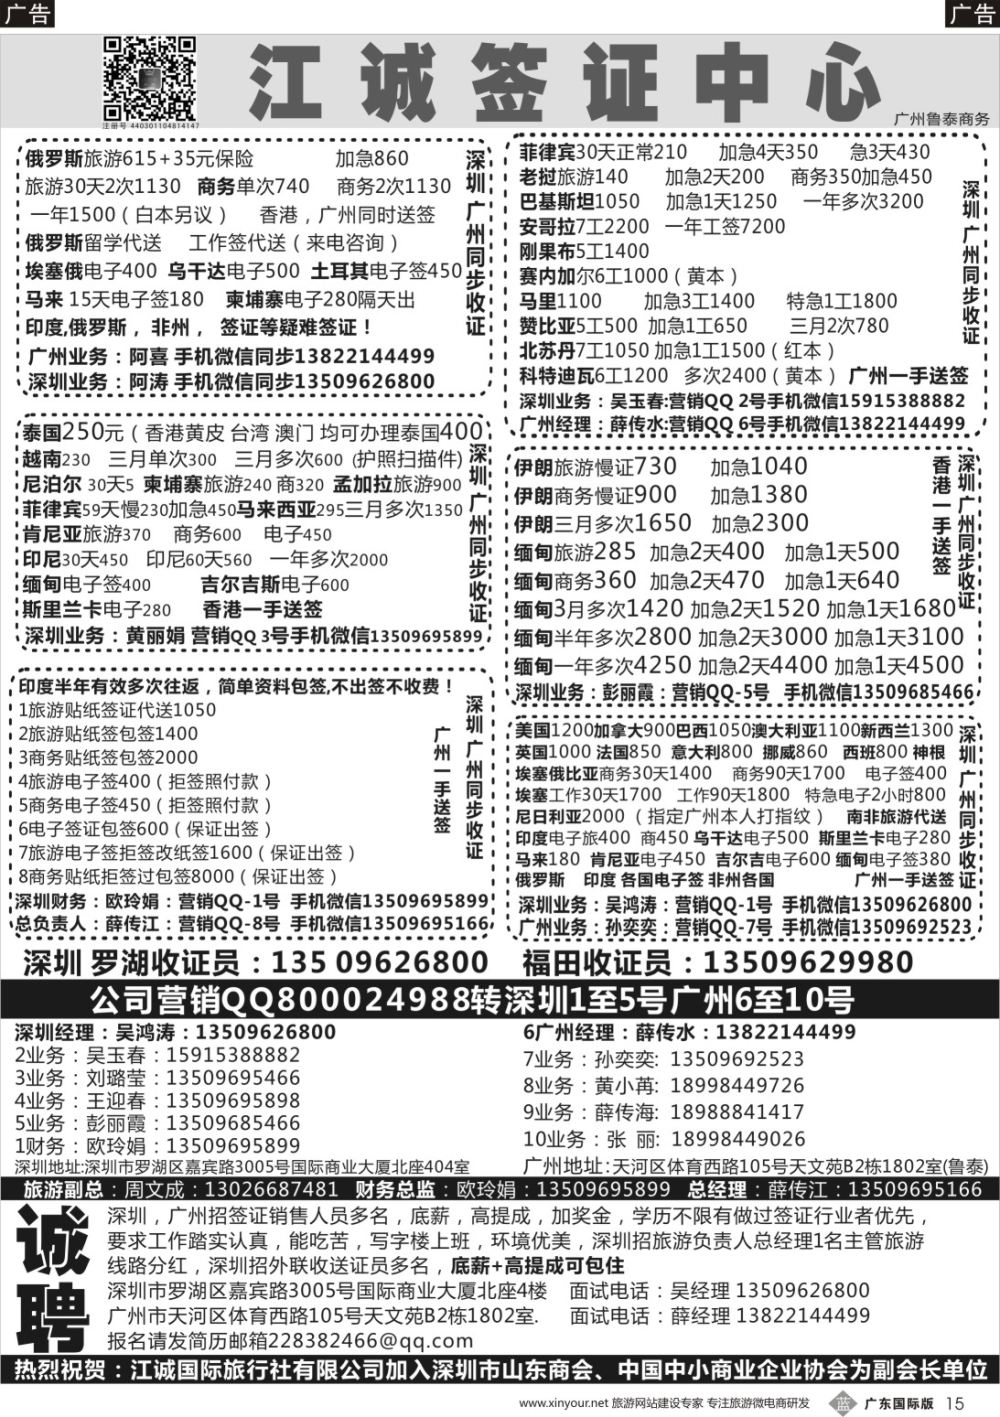 广告
广告
江诚签证中心
广州鲁泰商务
注册号 440301104814147
俄罗斯旅游615+35元保险 加急860
旅游30天2次1130 商务单次740 商务2次1130
一年1500（白本另议） 香港，广州同时送签
俄罗斯留学代送 工作签代送（来电咨询）
埃塞俄电子400 乌干达电子500 土耳其电子签450
马来 15天电子签180 柬埔寨电子280隔天出
印度,俄罗斯，非州， 签证等疑难签证！
广州业务：阿喜 手机微信同步13822144499
深圳业务：阿涛 手机微信同步13509626800
深圳 广州同步收证
泰国250元（香港黄皮 台湾 澳门 均可办理泰国400
越南230 三月单次300 三月多次600 (护照扫描件)
尼泊尔 30天5 柬埔寨旅游240 商320 孟加拉旅游900
菲律宾59天慢230加急450马来西亚295三月多次1350
肯尼亚旅游370 商务600 电子450
印尼30天450 印尼60天560 一年多次2000
缅甸电子签400 吉尔吉斯电子600
斯里兰卡电子280 香港一手送签
深圳业务：黄丽娟 营销QQ 3号手机微信13509695899
深圳 广州同步收证
印度半年有效多次往返，简单资料包签,不出签不收费！
1旅游贴纸签证代送1050
2旅游贴纸签包签1400
3商务贴纸签包签2000
4旅游电子签400（拒签照付款）
5商务电子签450（拒签照付款）
6电子签证包签600（保证出签）
7旅游电子签拒签改纸签1600（保证出签）
8商务贴纸拒签过包签8000（保证出签）
深圳财务：欧玲娟：营销QQ-1号 手机微信13509695899
总负责人：薛传江：营销QQ-8号 手机微信13509695166
广州一手送签
深圳 广州同步收证
菲律宾30天正常210 加急4天350 急3天430
老挝旅游140 加急2天200 商务350加急450
巴基斯坦1050 加急1天1250 一年多次3200
安哥拉7工2200 一年工签7200
刚果布5工1400
赛内加尔6工1000（黄本）
马里1100 加急3工1400 特急1工1800
赞比亚5工500 加急1工650 三月2次780
北苏丹7工1050 加急1工1500（红本）
科特迪瓦6工1200 多次2400（黄本） 广州一手送签
深圳业务：吴玉春:营销QQ 2号手机微信15915388882
广州经理：薛传水:营销QQ 6号手机微信13822144499
深圳 广州同步收证
伊朗旅游慢证730 加急1040
伊朗商务慢证900 加急1380
伊朗三月多次1650 加急2300
缅甸旅游285 加急2天400 加急1天500
缅甸商务360 加急2天470 加急1天640
缅甸3月多次1420 加急2天1520 加急1天1680
缅甸半年多次2800 加急2天3000 加急1天3100
缅甸一年多次4250 加急2天4400 加急1天4500
深圳业务：彭丽霞：营销QQ-5号 手机微信13509685466
香港一手送签
深圳 广州同步收证
美国1200加拿大900巴西1050澳大利亚1100新西兰1300
英国1000 法国850 意大利800 挪威860 西班800 神根
埃塞俄比亚商务30天1400 商务90天1700 电子签400
埃塞工作30天1700 工作90天1800 特急电子2小时800
尼日利亚2000（指定广州本人打指纹） 南非旅游代送
印度电子旅400 商450 乌干达电子500 斯里兰卡电子280
马来180 肯尼亚电子450 吉尔吉电子600 缅甸电子签380
俄罗斯 印度 各国电子签 非州各国 广州一手送签
深圳业务：吴鸿涛：营销QQ-1号 手机微信13509626800
广州业务：孙奕奕：营销QQ-7号 手机微信13509692523
深圳 广州同步收证
深圳 罗湖收证员：135 09626800 福田收证员：13509629980
公司营销QQ800024988转深圳1至5号广州6至10号
深圳经理：吴鸿涛：13509626800
2业务：吴玉春：15915388882
3业务：刘璐莹：13509695466
4业务：王迎春：13509695898
5业务：彭丽霞：13509685466
1财务：欧玲娟：13509695899
深圳地址:深圳市罗湖区嘉宾路3005号国际商业大厦北座404室
6广州经理：薛传水：13822144499
7业务：孙奕奕: 13509692523
8业务：黄小苒: 18998449726
9业务：薛传海: 18988841417
10业务：张 丽: 18998449026
广州地址:天河区体育西路105号天文苑B2栋1802室(鲁泰)
旅游副总：周文成：13026687481 财务总监：欧玲娟：13509695899 总经理：薛传江：13509695166
诚聘
深圳，广州招签证销售人员多名，底薪，高提成，加奖金，学历不限有做过签证行业者优先，
要求工作踏实认真，能吃苦，写字楼上班，环境优美，深圳招旅游负责人总经理1名主管旅游
线路分红，深圳招外联收送证员多名，底薪+高提成可包住
深圳市罗湖区嘉宾路3005号国际商业大厦北座4楼 面试电话：吴经理 13509626800
广州市天河区体育西路105号天文苑B2栋1802室. 面试电话：薛经理 13822144499
报名请发简历邮箱228382466@qq.com
热烈祝贺：江诚国际旅行社有限公司加入深圳市山东商会、中国中小商业企业协会为副会长单位
www.xinyour.net 旅游网站建设专家 专注旅游微电商研发 蓝 广东国际版 15